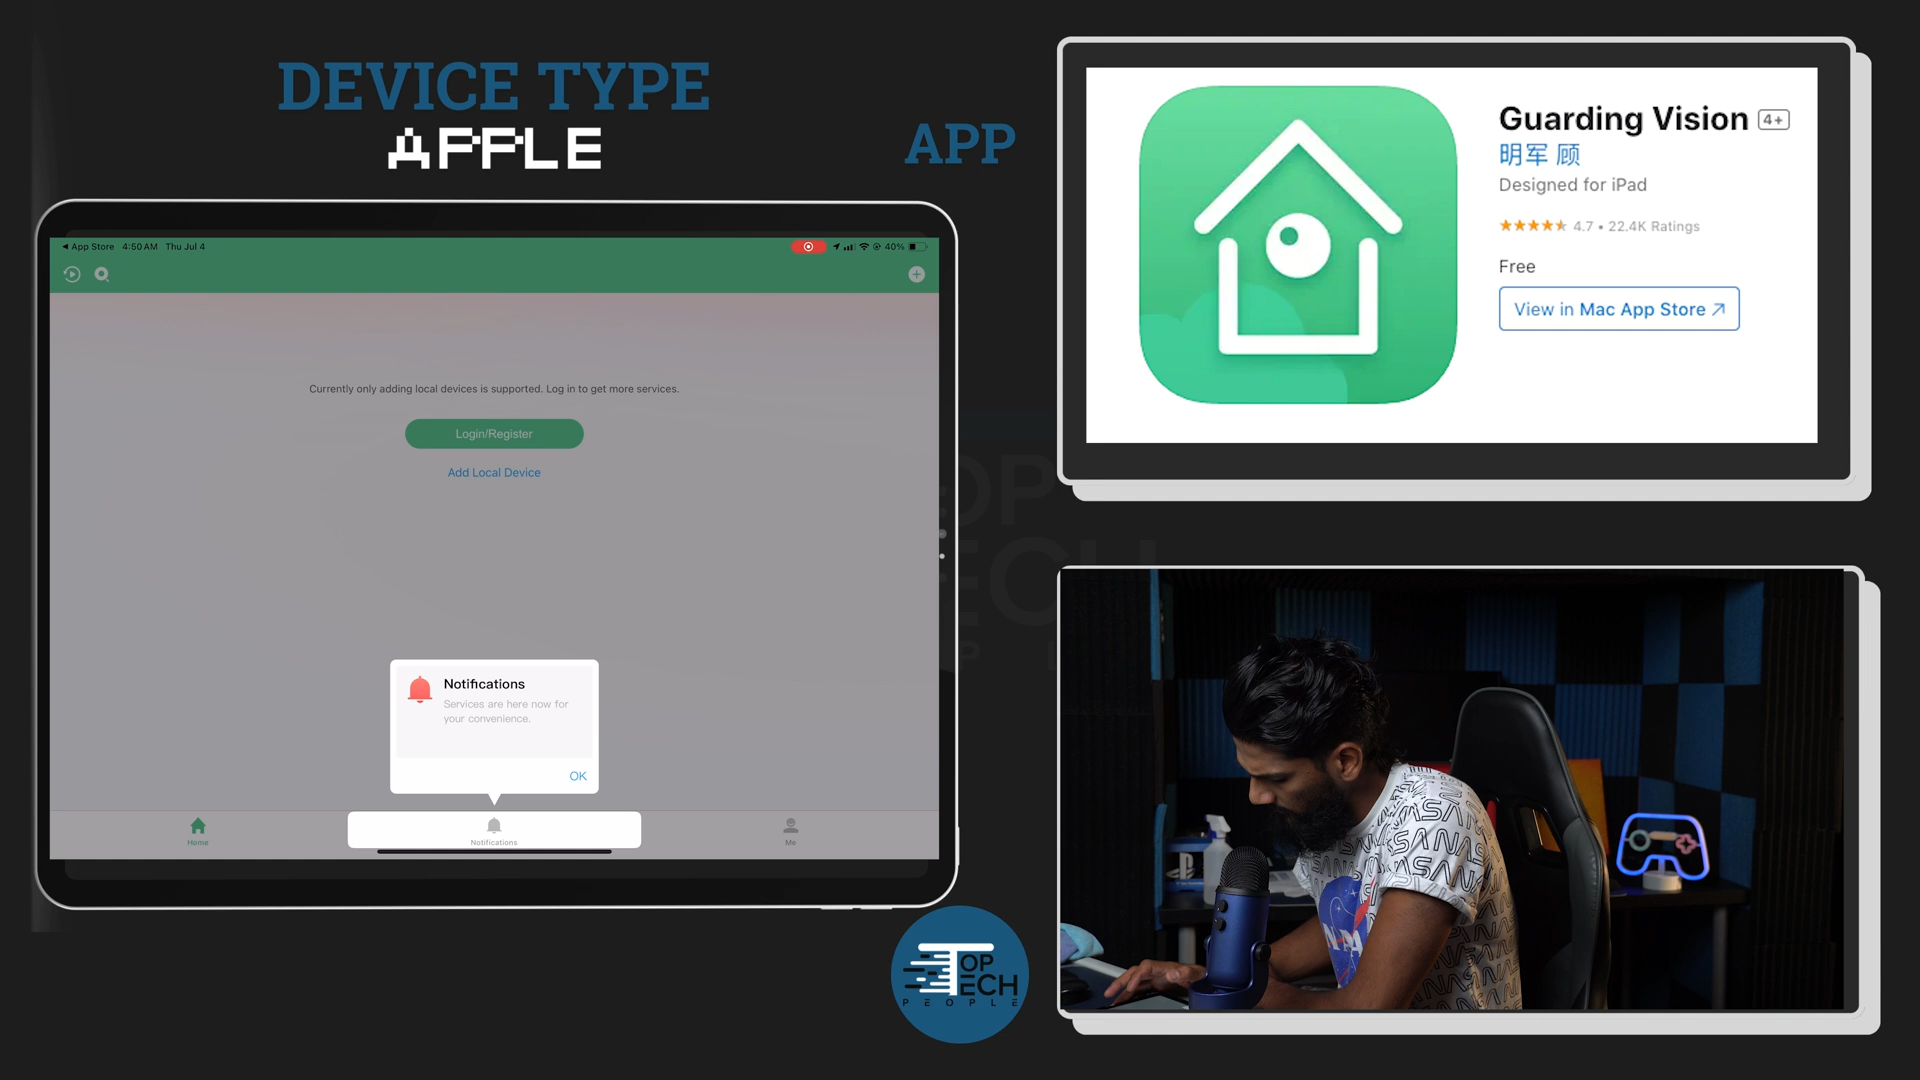 DEVICE TYPE
APPLE
APP
App Store 4:50 AM Thu Jul 4
40%
Currently only adding local devices is supported. Log in to get more services.
Login/Register
Add Local Device
Notifications
Services are here now for
your convenience.
OK
Home
Notifications
Me
Guarding Vision 4+
明军 顾
Designed for iPad
4.7 • 22.4K Ratings
Free
View in Mac App Store
TOP
TECH
PEOPLE